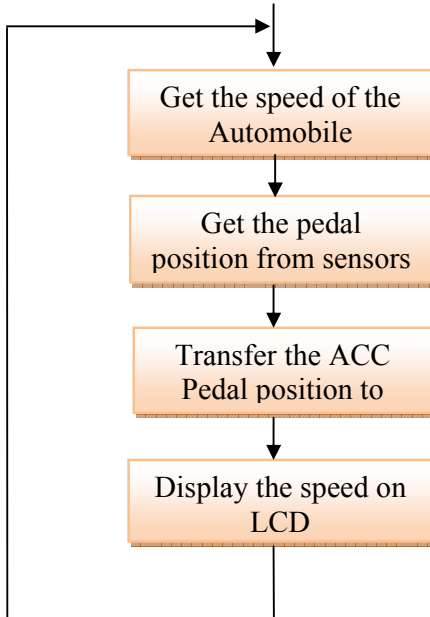 Get the speed of the
Automobile
Get the pedal
position from sensors
Transfer the ACC
Pedal position to
Display the speed on
LCD